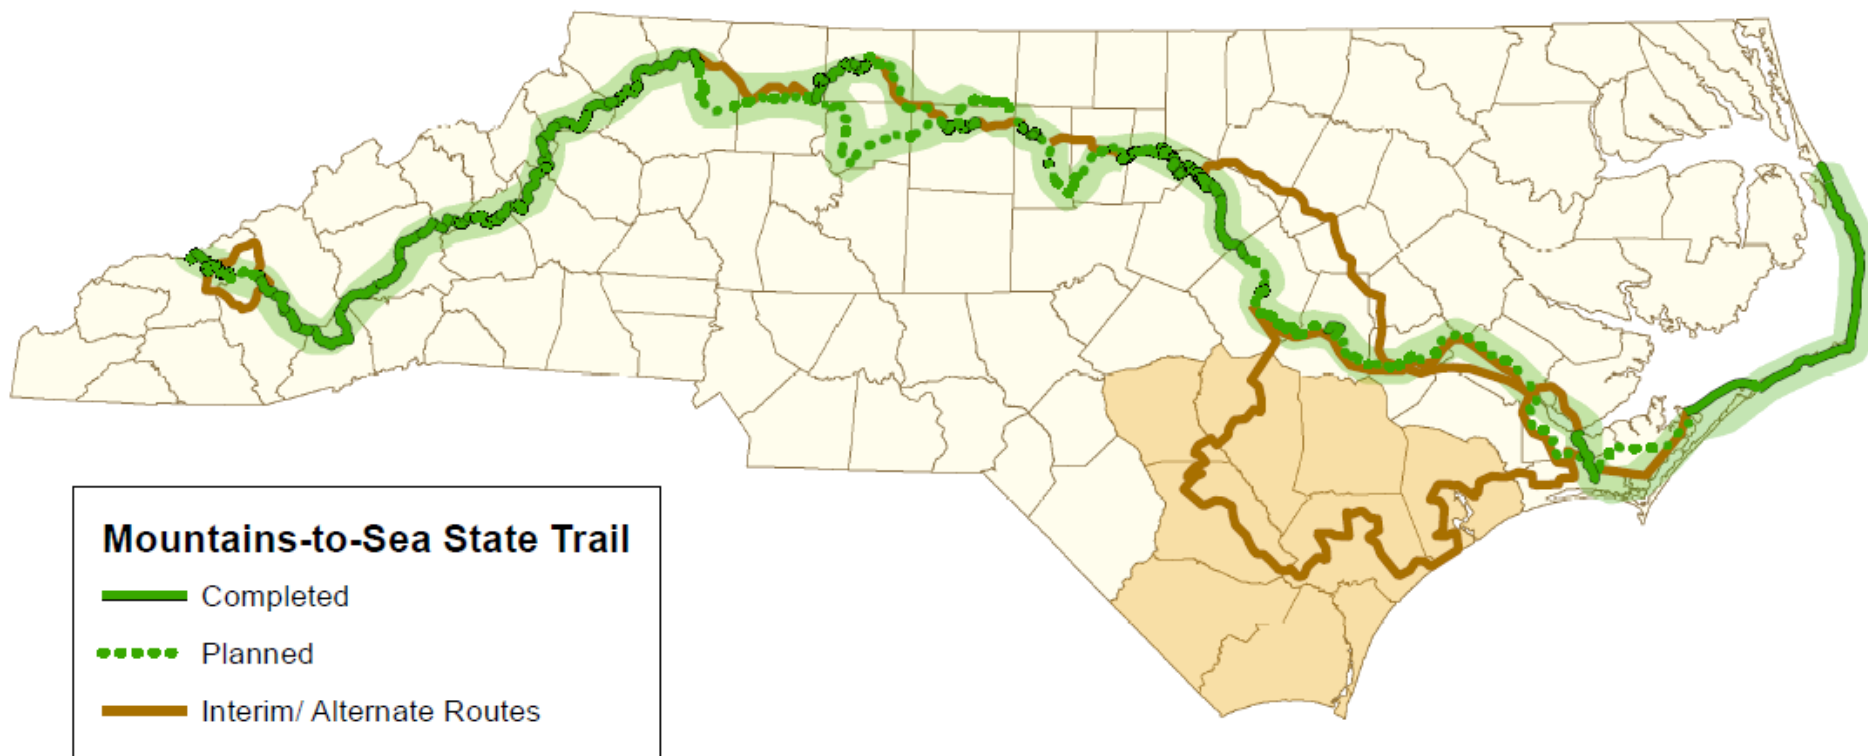 Mountains-to-Sea State Trail
Completed
Planned
Interim/ Alternate Routes